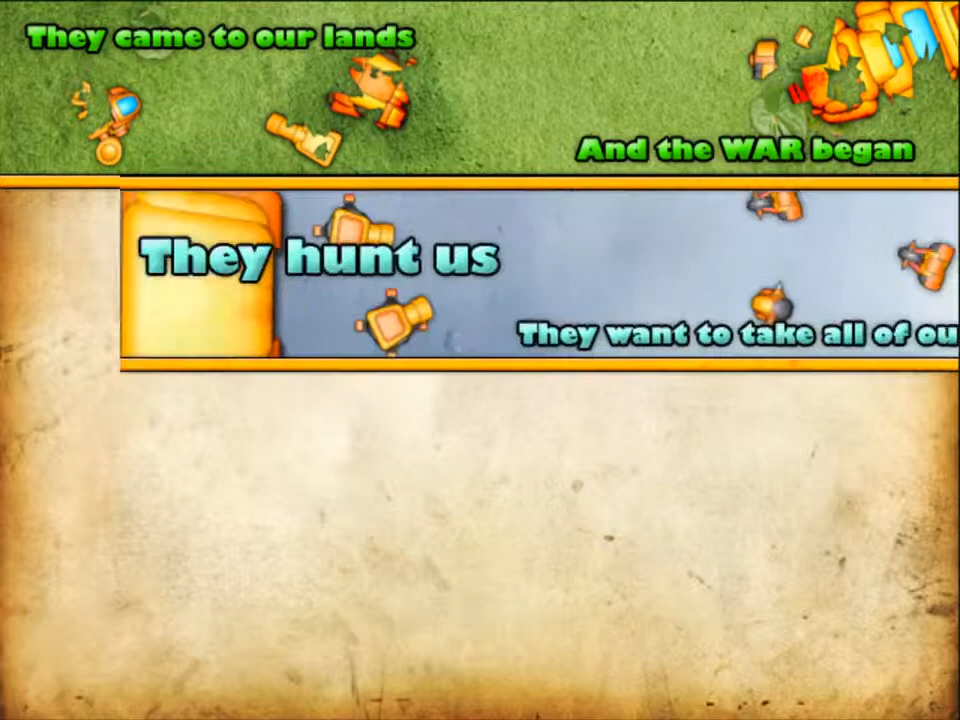 They came to our lands
And the WAR began
They hunt us
They want to take all of ou